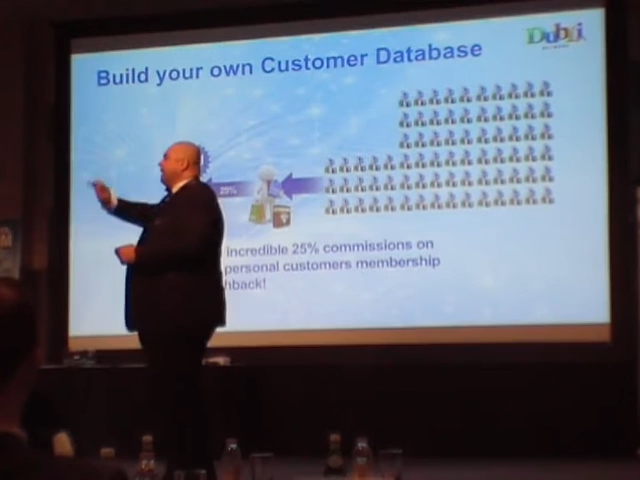 Build your own Customer Database
Dubli
25%
incredible 25% commissions on
personal customers membership
hback!